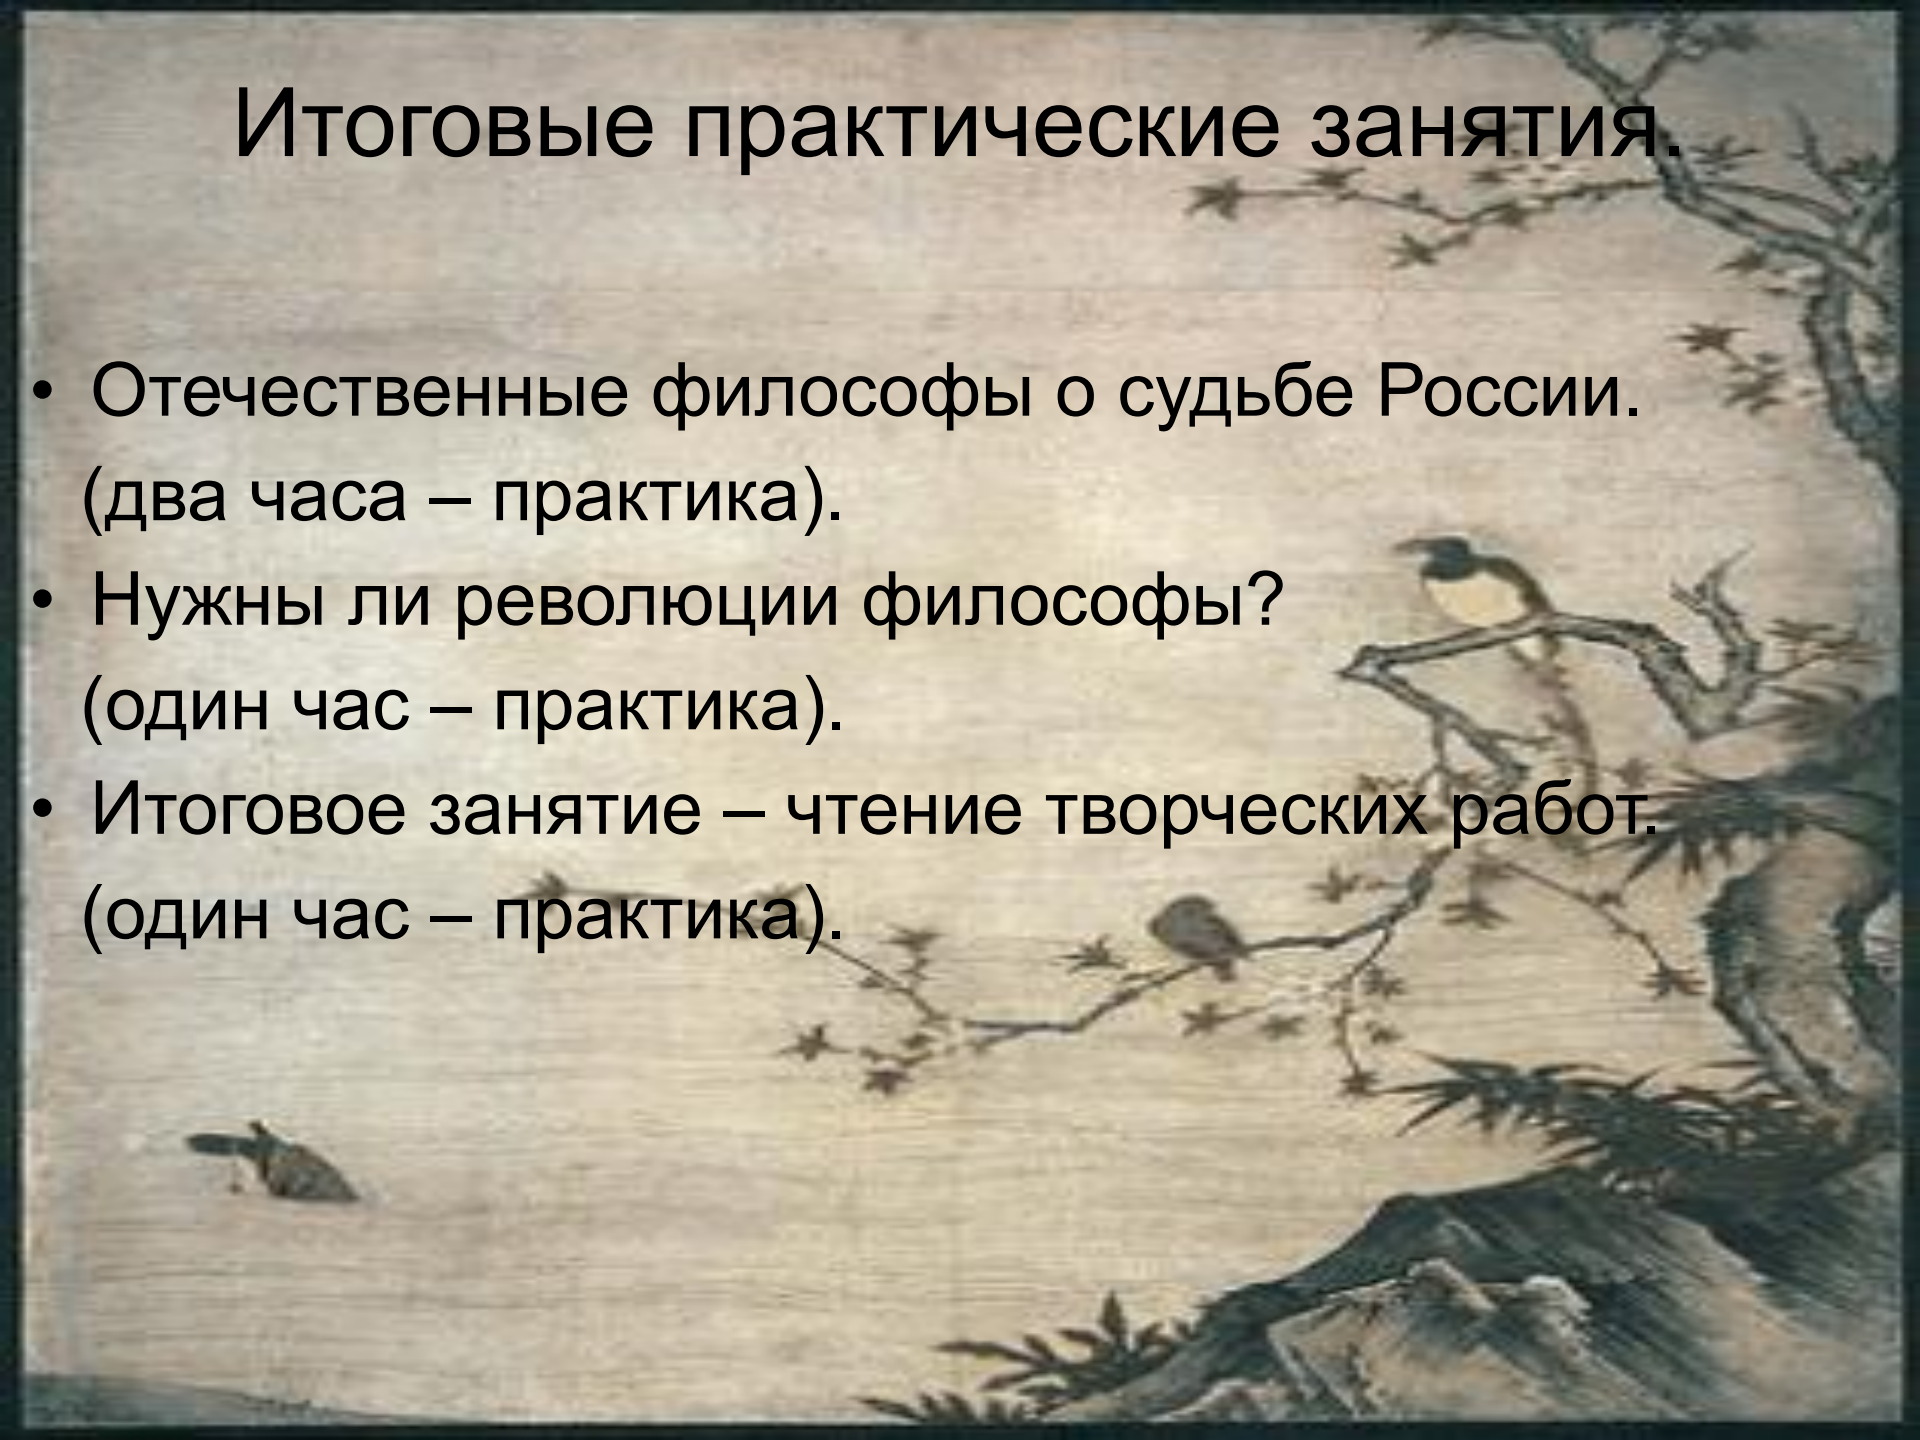 Итоговые практические занятия.
• Отечественные философы о судьбе России.
(два часа – практика).
• Нужны ли революции философы?
(один час – практика).
• Итоговое занятие – чтение творческих работ.
(один час – практика).